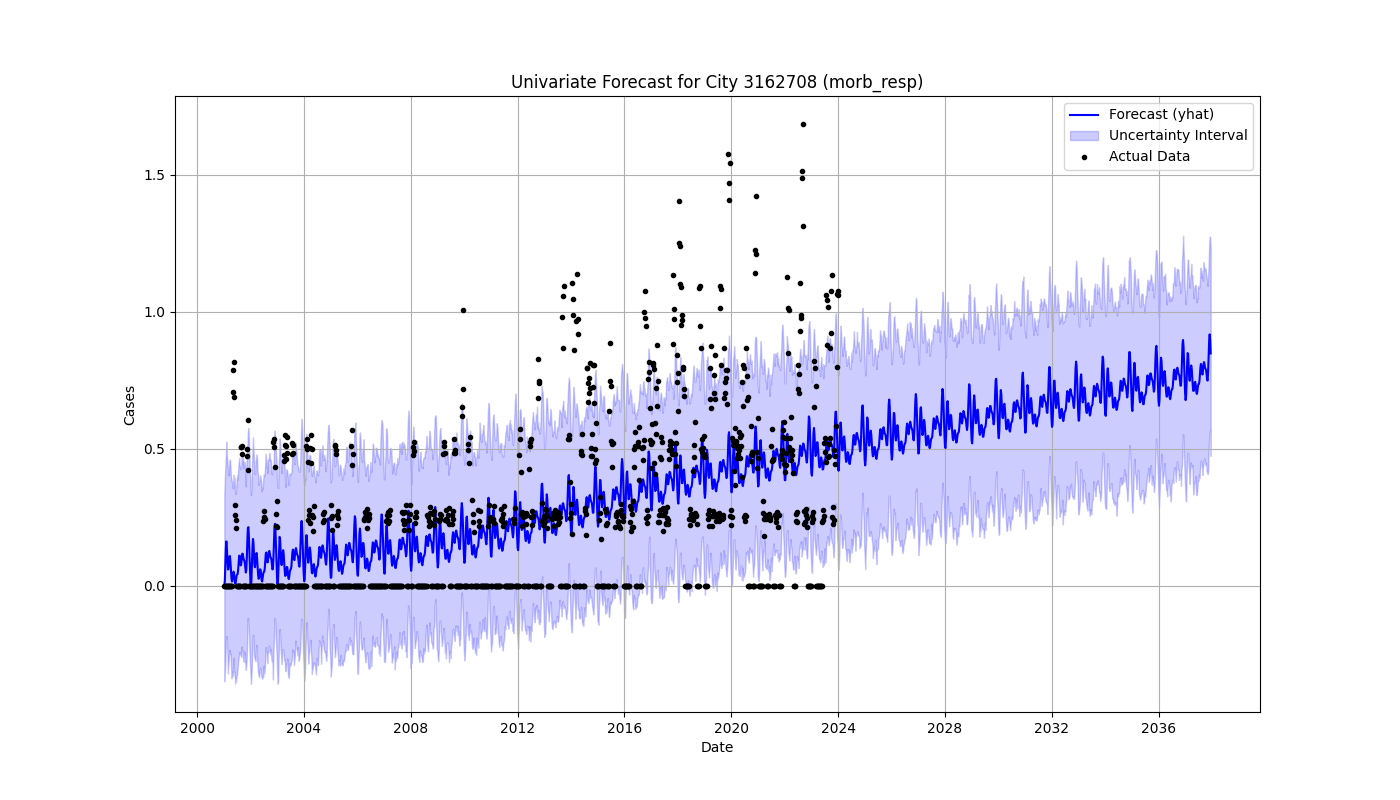 Univariate Forecast for City 3162708 (morb_resp)
Forecast (yhat)
Uncertainty Interval
Actual Data
Cases
1.5
1.0
0.5
0.0
2000 2004 2008 2012 2016 2020 2024 2028 2032 2036
Date